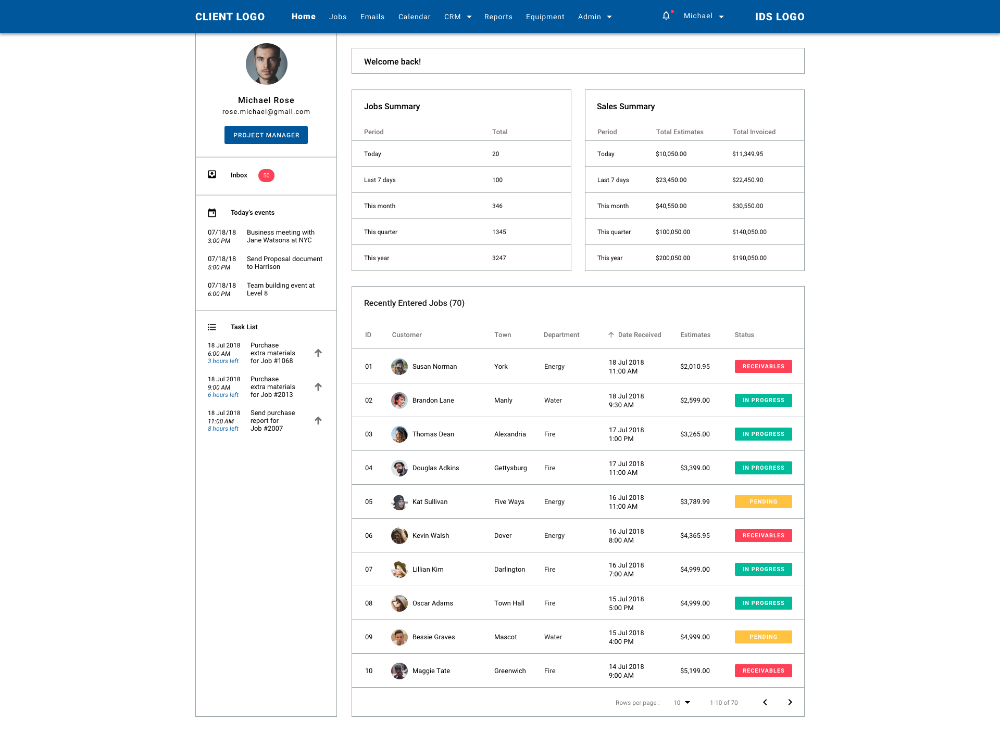 CLIENT LOGO
Home
Jobs
Emails
Calendar
CRM
Reports
Equipment
Admin
Michael
IDS LOGO
Michael Rose
rose.michael@gmail.com
PROJECT MANAGER
Inbox 50
Today's events
07/18/18 Business meeting with
3:00 PM Jane Watsons at NYC
07/18/18 Send Proposal document
5:00 PM to Harrison
07/18/18 Team building event at
6:00 PM Level 8
Task List
18 Jul 2018 Purchase
6:00 AM extra materials
3 hours left for Job #1068
18 Jul 2018 Purchase
9:00 AM extra materials
6 hours left for Job #2013
18 Jul 2018 Send purchase
11:00 AM report for
8 hours left Job #2007
Welcome back!
Jobs Summary
Period Total
Today 20
Last 7 days 100
This month 346
This quarter 1345
This year 3247
Sales Summary
Period Total Estimates Total Invoiced
Today $10,050.00 $11,349.95
Last 7 days $23,450.00 $22,450.90
This month $40,550.00 $30,550.00
This quarter $100,050.00 $140,050.00
This year $200,050.00 $190,050.00
Recently Entered Jobs (70)
ID Customer Town Department Date Received Estimates Status
01 Susan Norman York Energy 18 Jul 2018 11:00 AM $2,010.95 RECEIVABLES
02 Brandon Lane Manly Water 18 Jul 2018 9:30 AM $2,599.00 IN PROGRESS
03 Thomas Dean Alexandria Fire 17 Jul 2018 1:00 PM $3,265.00 IN PROGRESS
04 Douglas Adkins Gettysburg Fire 17 Jul 2018 11:00 AM $3,399.00 IN PROGRESS
05 Kat Sullivan Five Ways Energy 16 Jul 2018 11:00 AM $3,789.99 PENDING
06 Kevin Walsh Dover Energy 16 Jul 2018 8:00 AM $4,365.95 RECEIVABLES
07 Lillian Kim Darlington Fire 16 Jul 2018 7:00 AM $4,999.00 IN PROGRESS
08 Oscar Adams Town Hall Fire 15 Jul 2018 5:00 PM $4,999.00 IN PROGRESS
09 Bessie Graves Mascot Water 15 Jul 2018 4:00 PM $4,999.00 PENDING
10 Maggie Tate Greenwich Fire 14 Jul 2018 9:00 AM $5,199.00 RECEIVABLES
Rows per page : 10 1-10 of 70